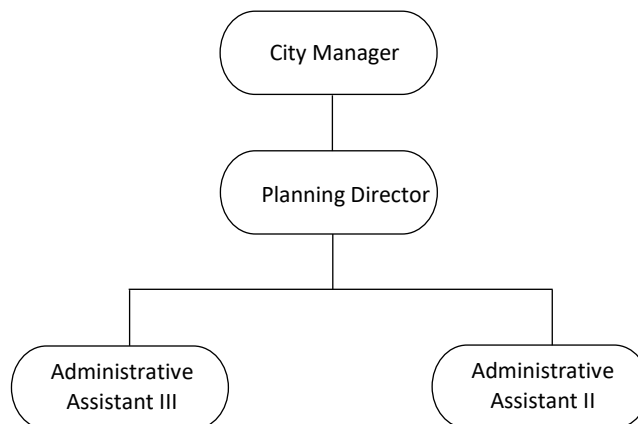 City Manager
Planning Director
Administrative
Assistant III
Administrative
Assistant II